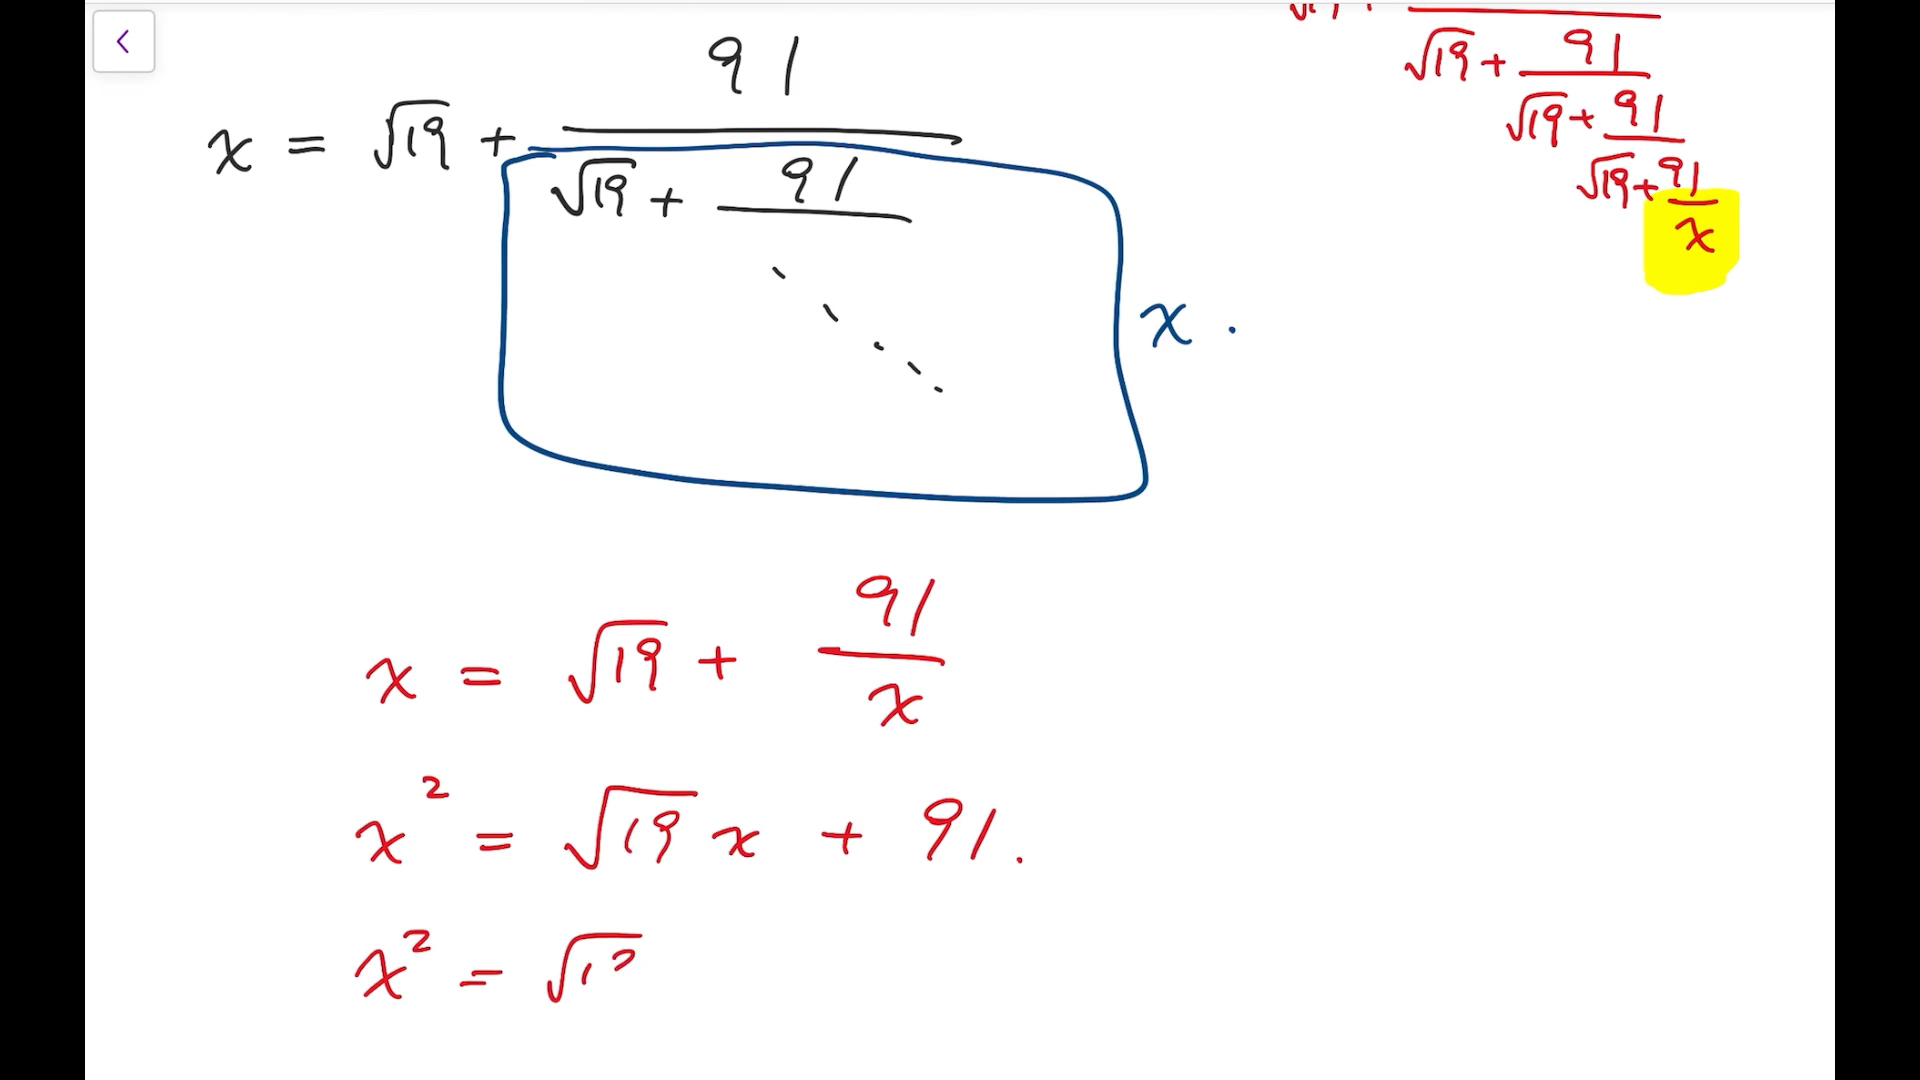 x = √19 + 91
√19 + 91
x .
√19 + 91
√19 + 91
√19 + 91
x
x = √19 + 91/x
x² = √19 x + 91.
x² = √1